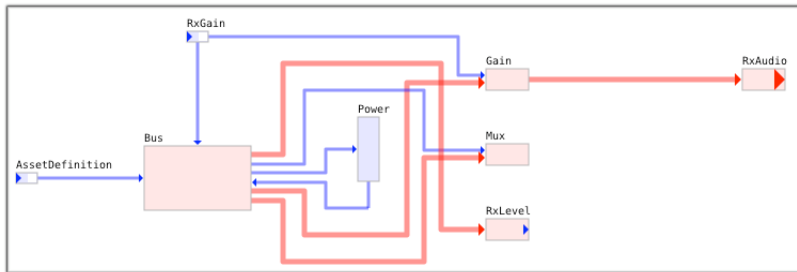 RxGain
Gain
RxAudio
Power
Bus
Mux
AssetDefinition
RxLevel